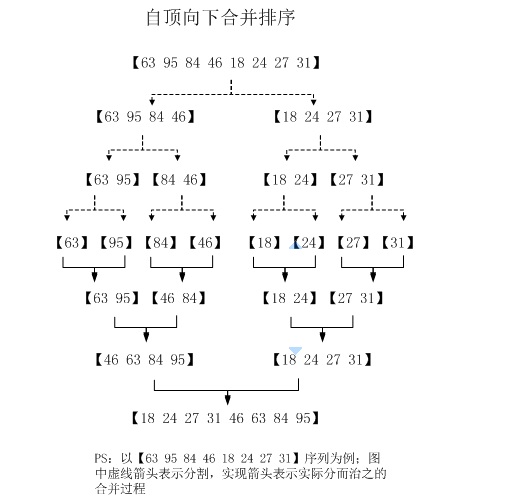 自顶向下合并排序
【63 95 84 46 18 24 27 31】
【63 95 84 46】 【18 24 27 31】
【63 95】 【84 46】 【18 24】 【27 31】
【63】 【95】 【84】 【46】 【18】 【24】 【27】 【31】
【63 95】 【46 84】 【18 24】 【27 31】
【46 63 84 95】 【18 24 27 31】
【18 24 27 31 46 63 84 95】
PS: 以【63 95 84 46 18 24 27 31】序列为例；图
中虚线箭头表示分割，实现箭头表示实际分而治之的
合并过程